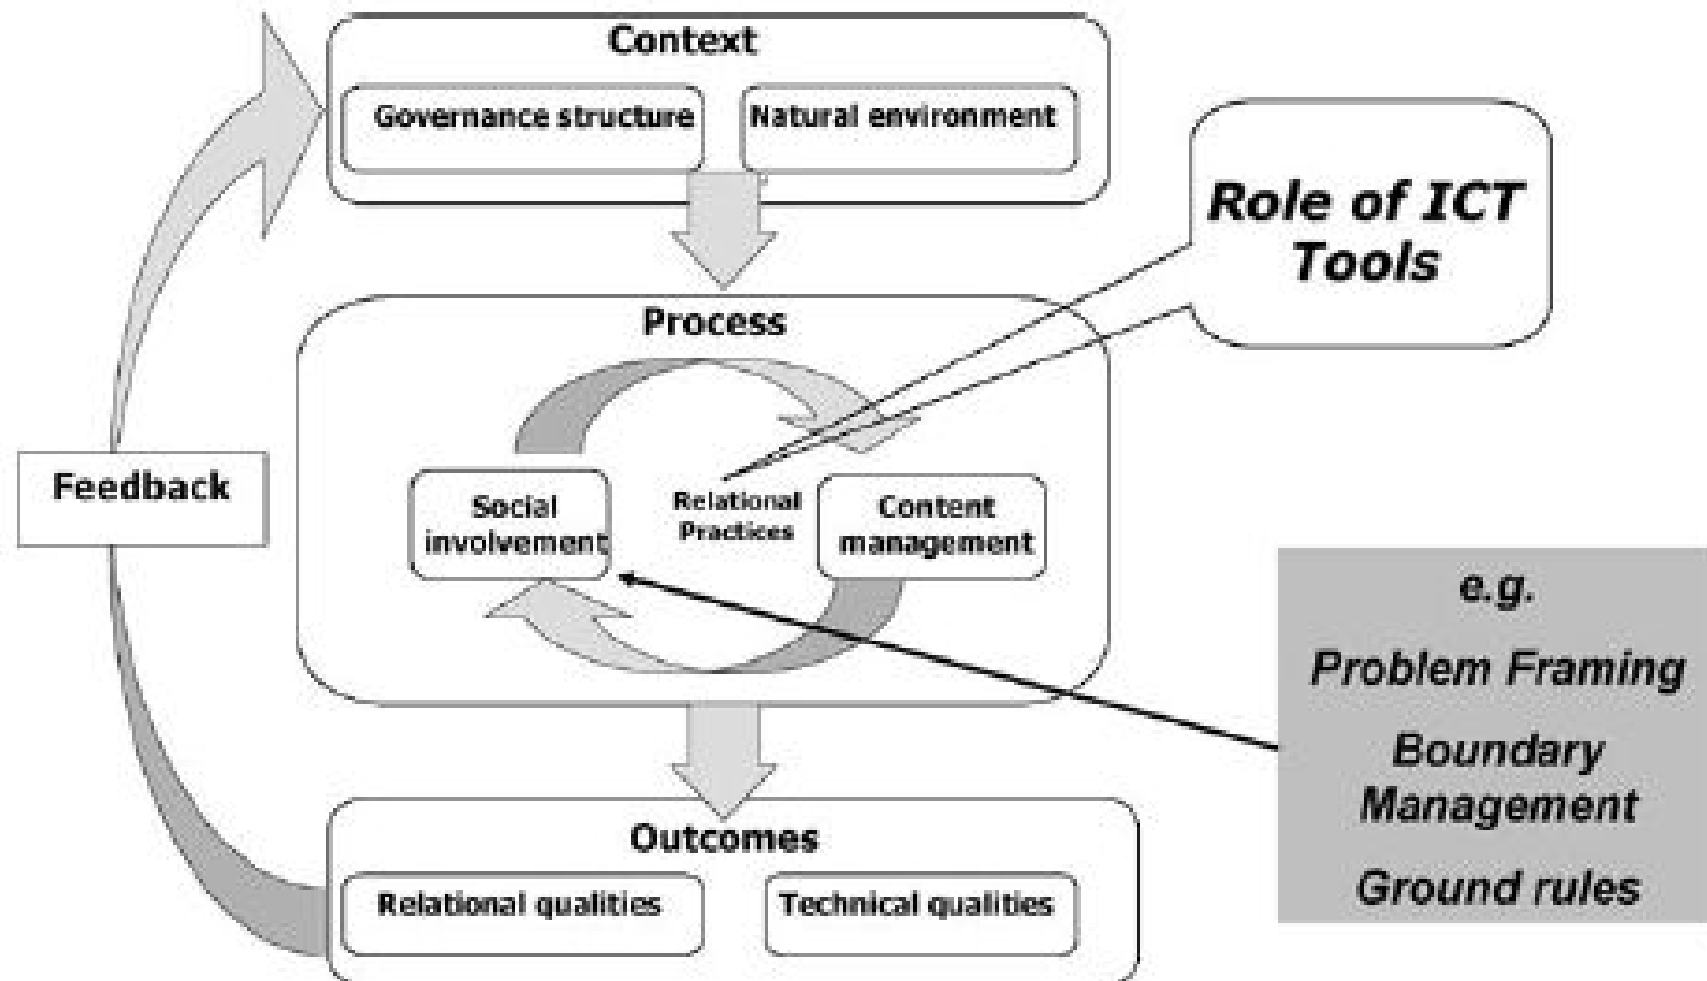 Context
Governance structure
Natural environment
Role of ICT
Tools
Process
Feedback
Social
involvement
Relational
Practices
Content
management
e.g.
Problem Framing
Boundary
Management
Ground rules
Outcomes
Relational qualities
Technical qualities